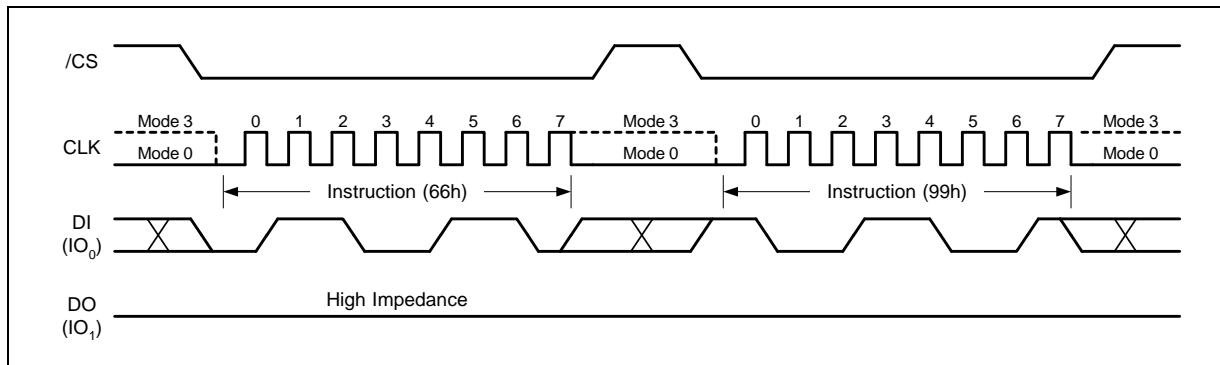 /CS
Mode 3 0 1 2 3 4 5 6 7 Mode 3 0 1 2 3 4 5 6 7 Mode 3
CLK Mode 0 Mode 0 Mode 0
Instruction (66h) Instruction (99h)
DI
(IO0)
High Impedance
DO
(IO1)